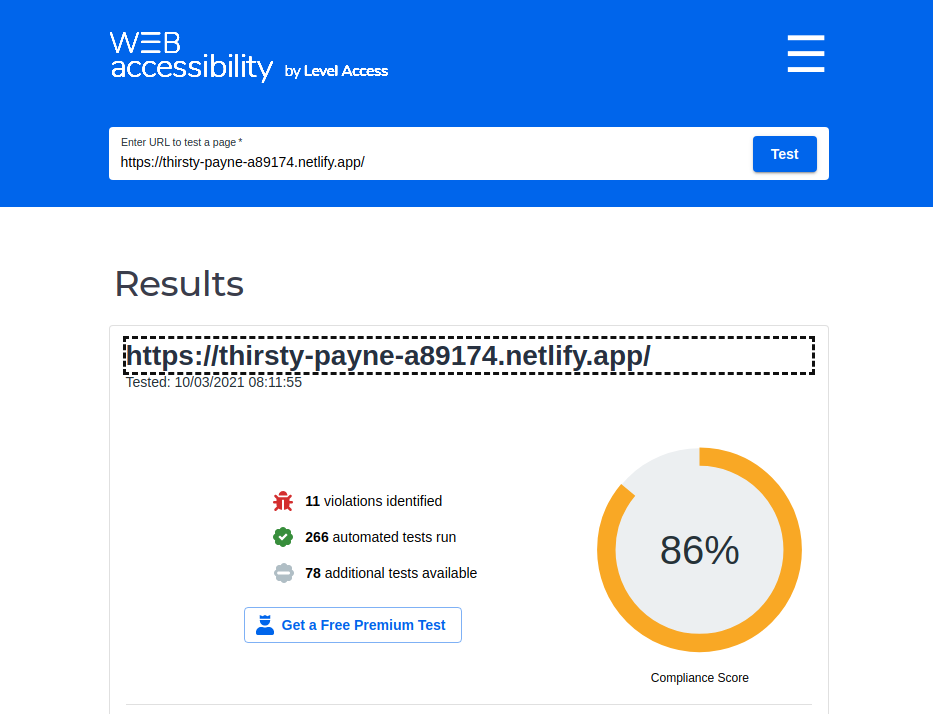 WEB
accessibility by Level Access
Enter URL to test a page *
https://thirsty-payne-a89174.netlify.app/
Test
Results
https://thirsty-payne-a89174.netlify.app/
Tested: 10/03/2021 08:11:55
11 violations identified
266 automated tests run
78 additional tests available
Get a Free Premium Test
86%
Compliance Score